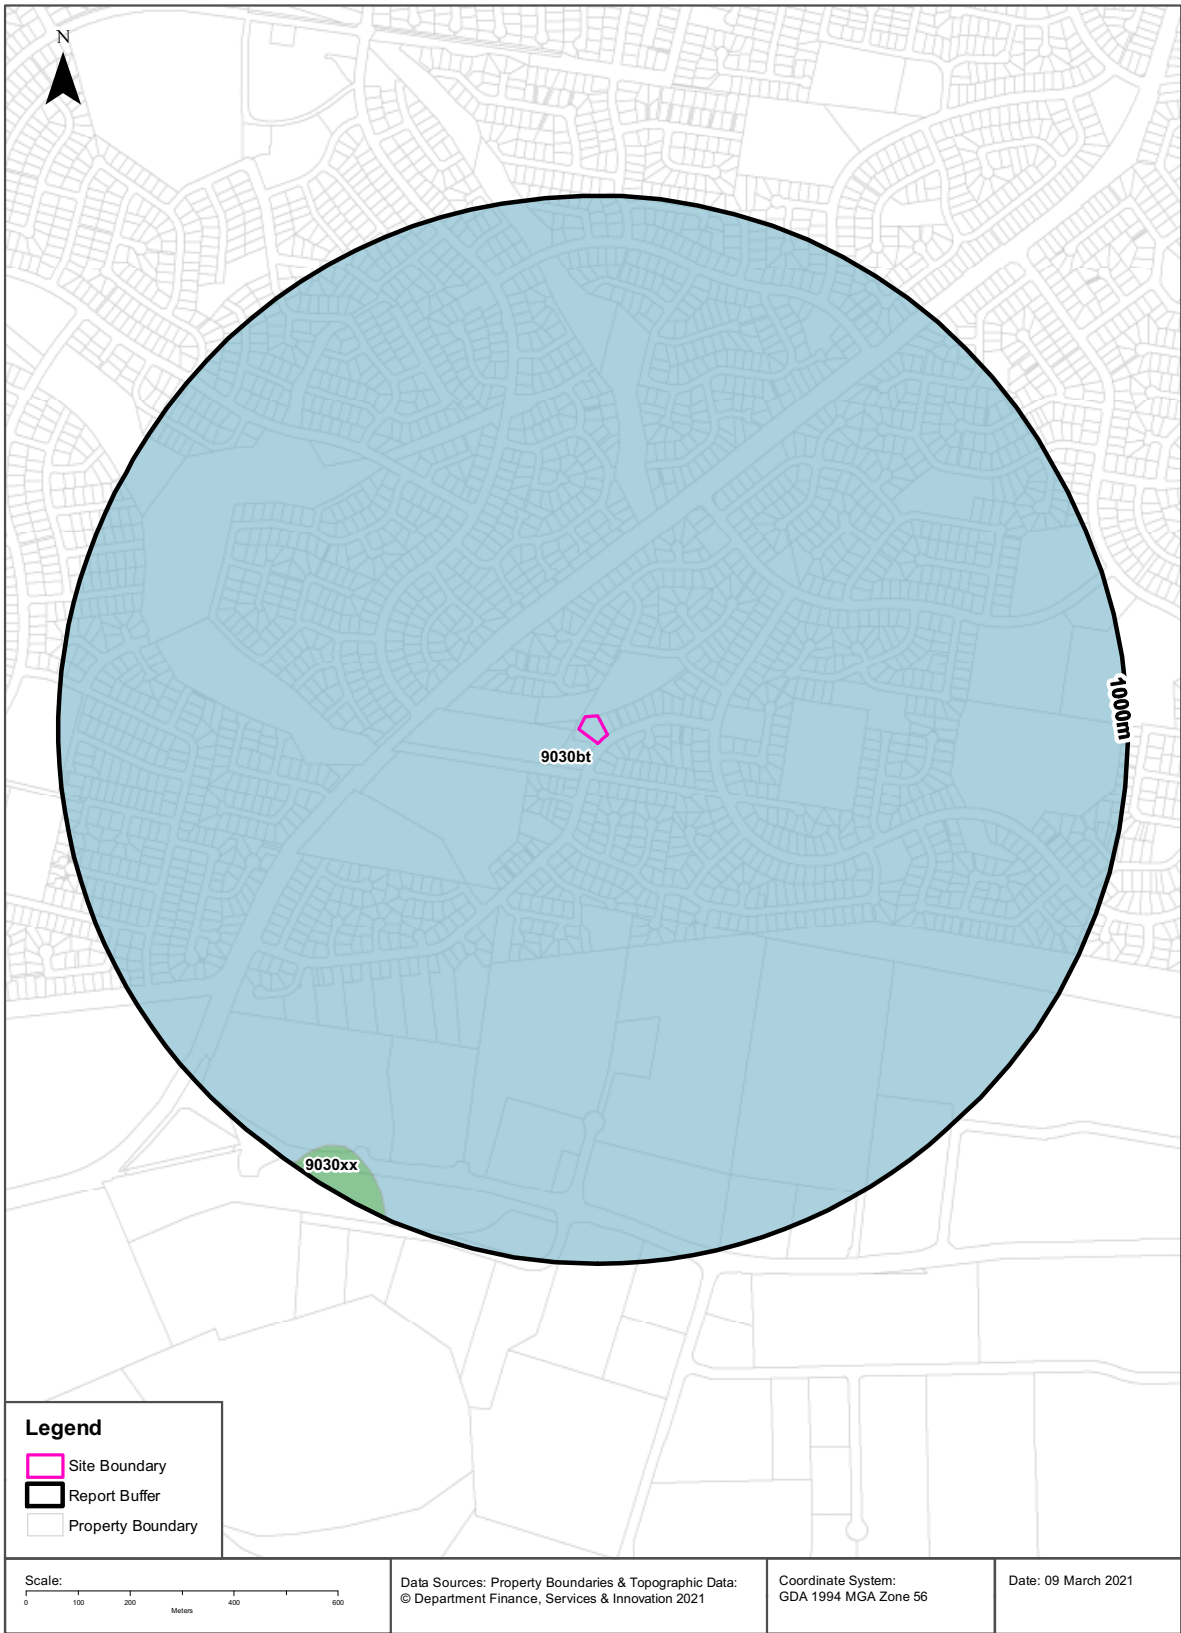 N
1000m
9030bt
9030xx
Legend
Site Boundary
Report Buffer
Property Boundary
Scale:
0 100 200 400 600
Meters
Data Sources: Property Boundaries & Topographic Data:
© Department Finance, Services & Innovation 2021
Coordinate System:
GDA 1994 MGA Zone 56
Date: 09 March 2021